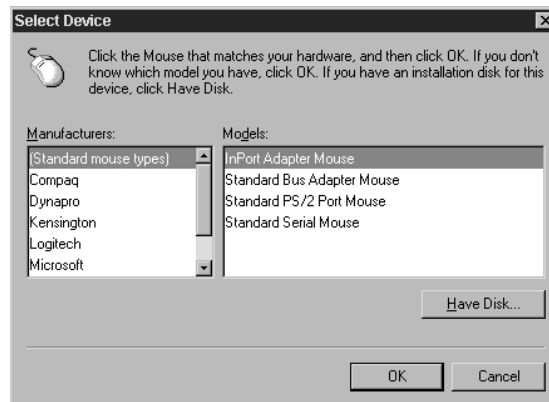 Select Device
Click the Mouse that matches your hardware, and then click OK. If you don't
know which model you have, click OK. If you have an installation disk for this
device, click Have Disk.
Manufacturers:
(Standard mouse types)
Compaq
Dynapro
Kensington
Logitech
Microsoft
Models:
InPort Adapter Mouse
Standard Bus Adapter Mouse
Standard PS/2 Port Mouse
Standard Serial Mouse
Have Disk...
OK
Cancel